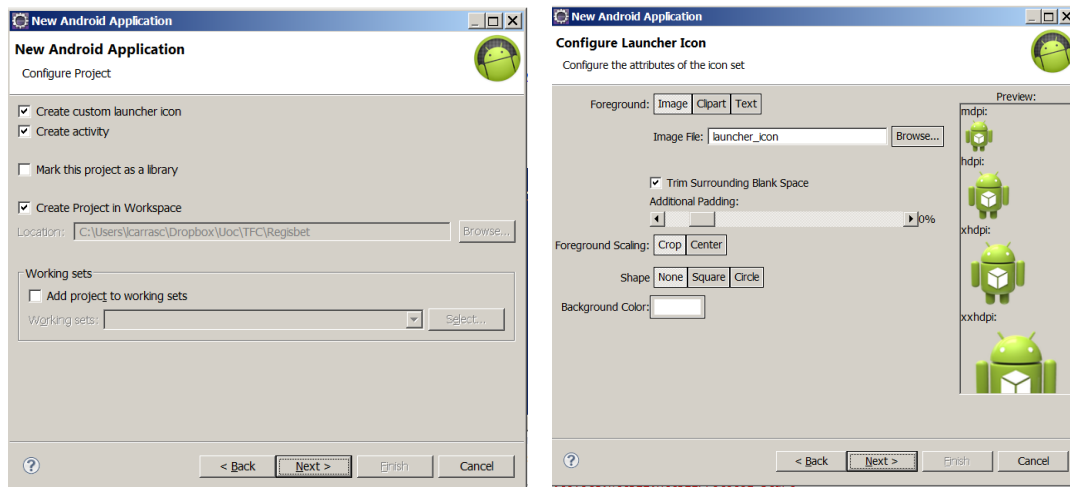 New Android Application
New Android Application
Configure Project
Create custom launcher icon
Create activity
Mark this project as a library
Create Project in Workspace
Location: C:\Users\lcarrasc\Dropbox\Uoc\TFC\Regisbet Browse...
Working sets
Add project to working sets
Working sets: Select...
< Back Next > Finish Cancel
New Android Application
Configure Launcher Icon
Configure the attributes of the icon set
Foreground: Image Clipart Text
Image File: launcher_icon Browse...
Trim Surrounding Blank Space
Additional Padding:
0%
Foreground Scaling: Crop Center
Shape None Square Circle
Background Color:
Preview:
mdpi:
hdpi:
xhdpi:
xxhdpi:
< Back Next > Finish Cancel